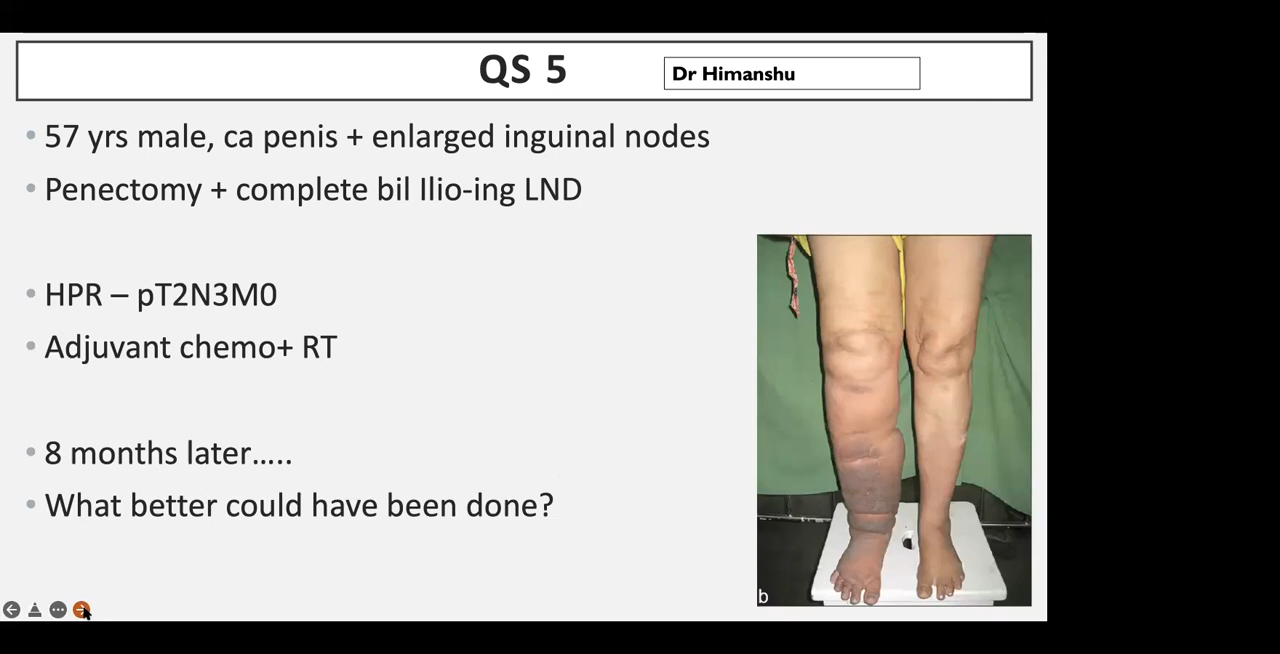 QS 5
Dr Himanshu
• 57 yrs male, ca penis + enlarged inguinal nodes
• Penectomy + complete bil Ilio-ing LND
• HPR – pT2N3M0
• Adjuvant chemo+ RT
• 8 months later…..
• What better could have been done?
b